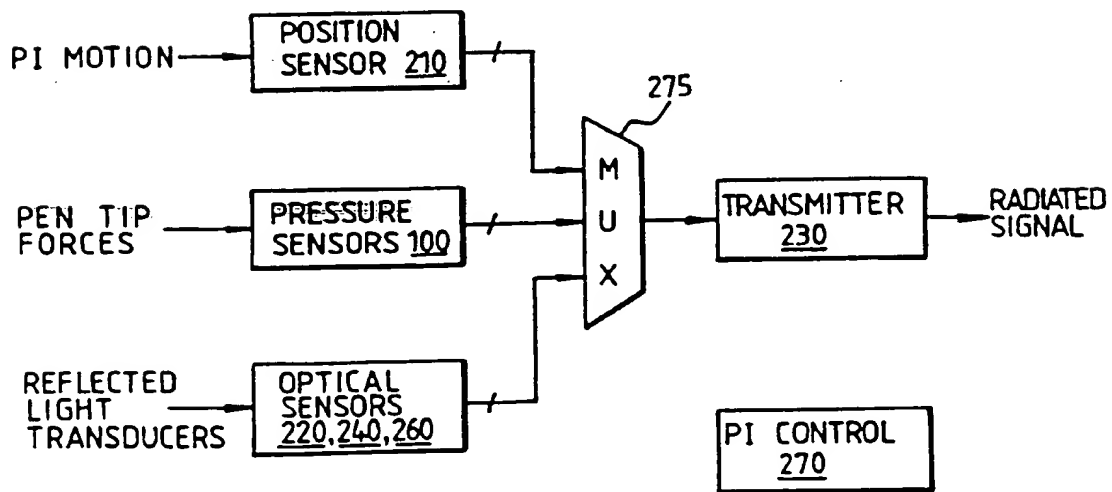 PI MOTION
POSITION
SENSOR 210
275
PEN TIP
FORCES
PRESSURE
SENSORS 100
M
U
X
TRANSMITTER
230
RADIATED
SIGNAL
REFLECTED
LIGHT
TRANSDUCERS
OPTICAL
SENSORS
220,240,260
PI CONTROL
270